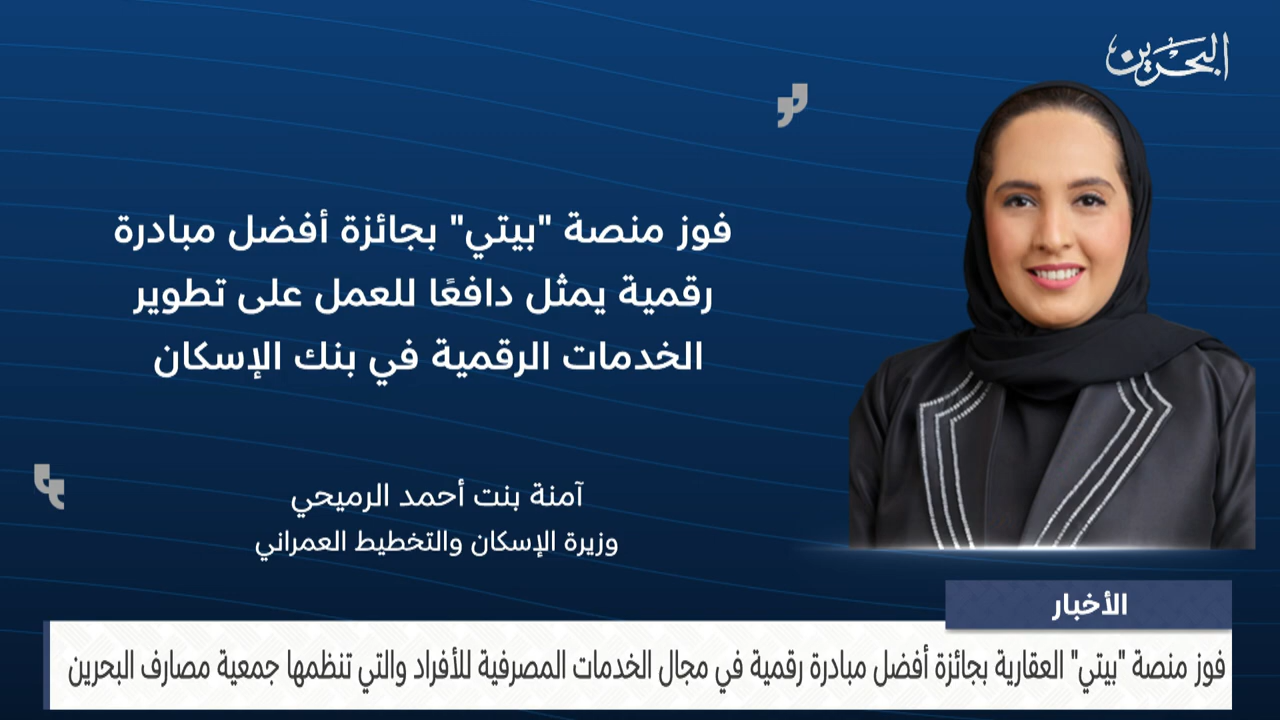 البحرين
فوز منصة "بيتي" بجائزة أفضل مبادرة
رقمية يمثل دافعًا للعمل على تطوير
الخدمات الرقمية في بنك الإسكان
آمنة بنت أحمد الرميحي
وزيرة الإسكان والتخطيط العمراني
الأخبار
فوز منصة "بيتي" العقارية بجائزة أفضل مبادرة رقمية في مجال الخدمات المصرفية للأفراد والتي تنظمها جمعية مصارف البحرين